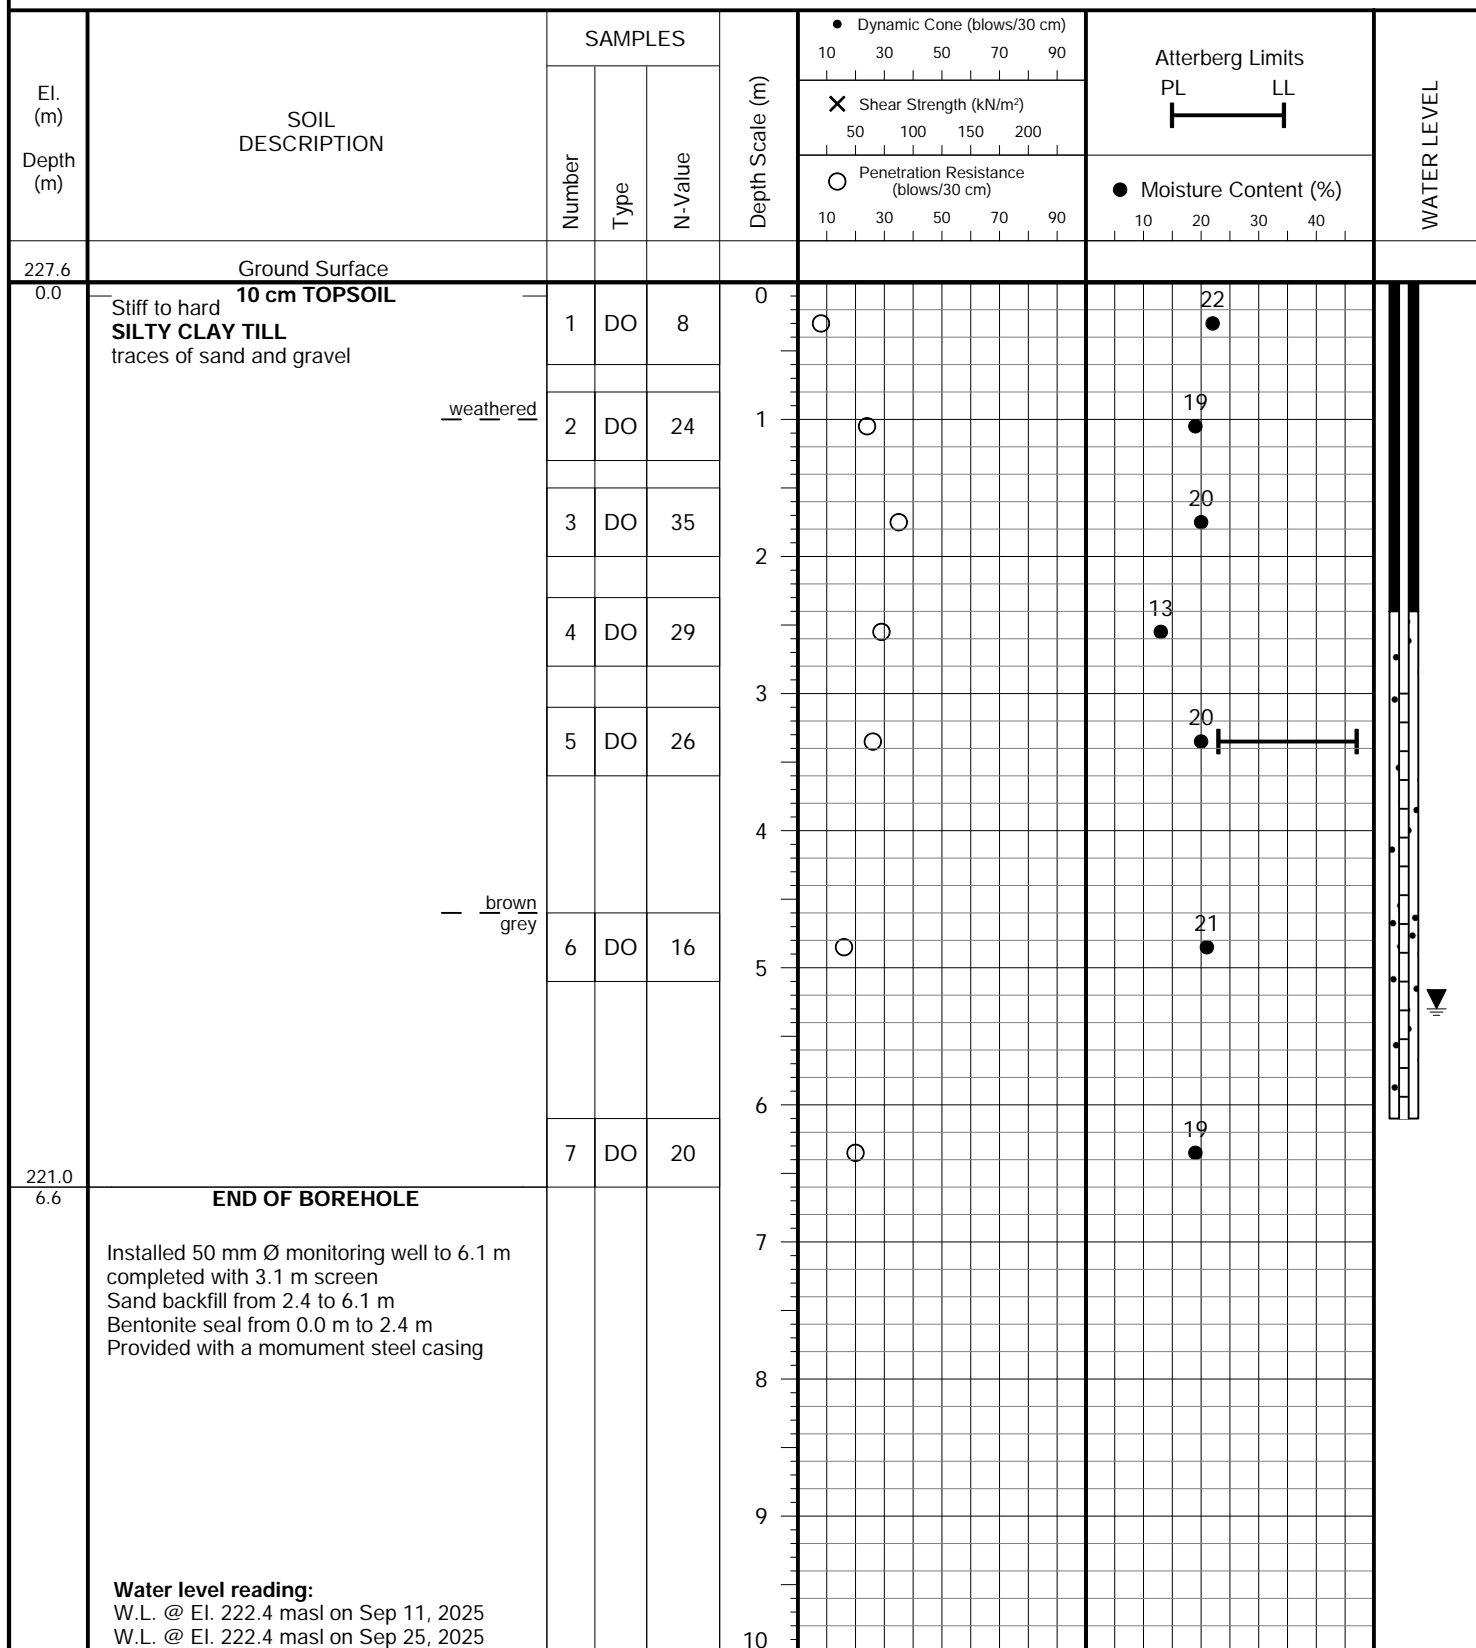 El.
(m)
Depth
(m)
SOIL
DESCRIPTION
SAMPLES
Number
Type
N-Value
Depth Scale (m)
Dynamic Cone (blows/30 cm)
10 30 50 70 90
Shear Strength (kN/m²)
50 100 150 200
Penetration Resistance
(blows/30 cm)
10 30 50 70 90
Atterberg Limits
PL LL
Moisture Content (%)
10 20 30 40
WATER LEVEL
227.6 Ground Surface
0.0 10 cm TOPSOIL 0
Stiff to hard
SILTY CLAY TILL
traces of sand and gravel
1 DO 8 22
weathered
2 DO 24 1 19
3 DO 35 20
2
4 DO 29 13
3
5 DO 26 20
4
brown
grey
6 DO 16 21
5
6
7 DO 20 19
221.0
6.6 END OF BOREHOLE
Installed 50 mm Ø monitoring well to 6.1 m 7
completed with 3.1 m screen
Sand backfill from 2.4 to 6.1 m
Bentonite seal from 0.0 m to 2.4 m
Provided with a momument steel casing
8
9
Water level reading:
W.L. @ El. 222.4 masl on Sep 11, 2025
W.L. @ El. 222.4 masl on Sep 25, 2025 10